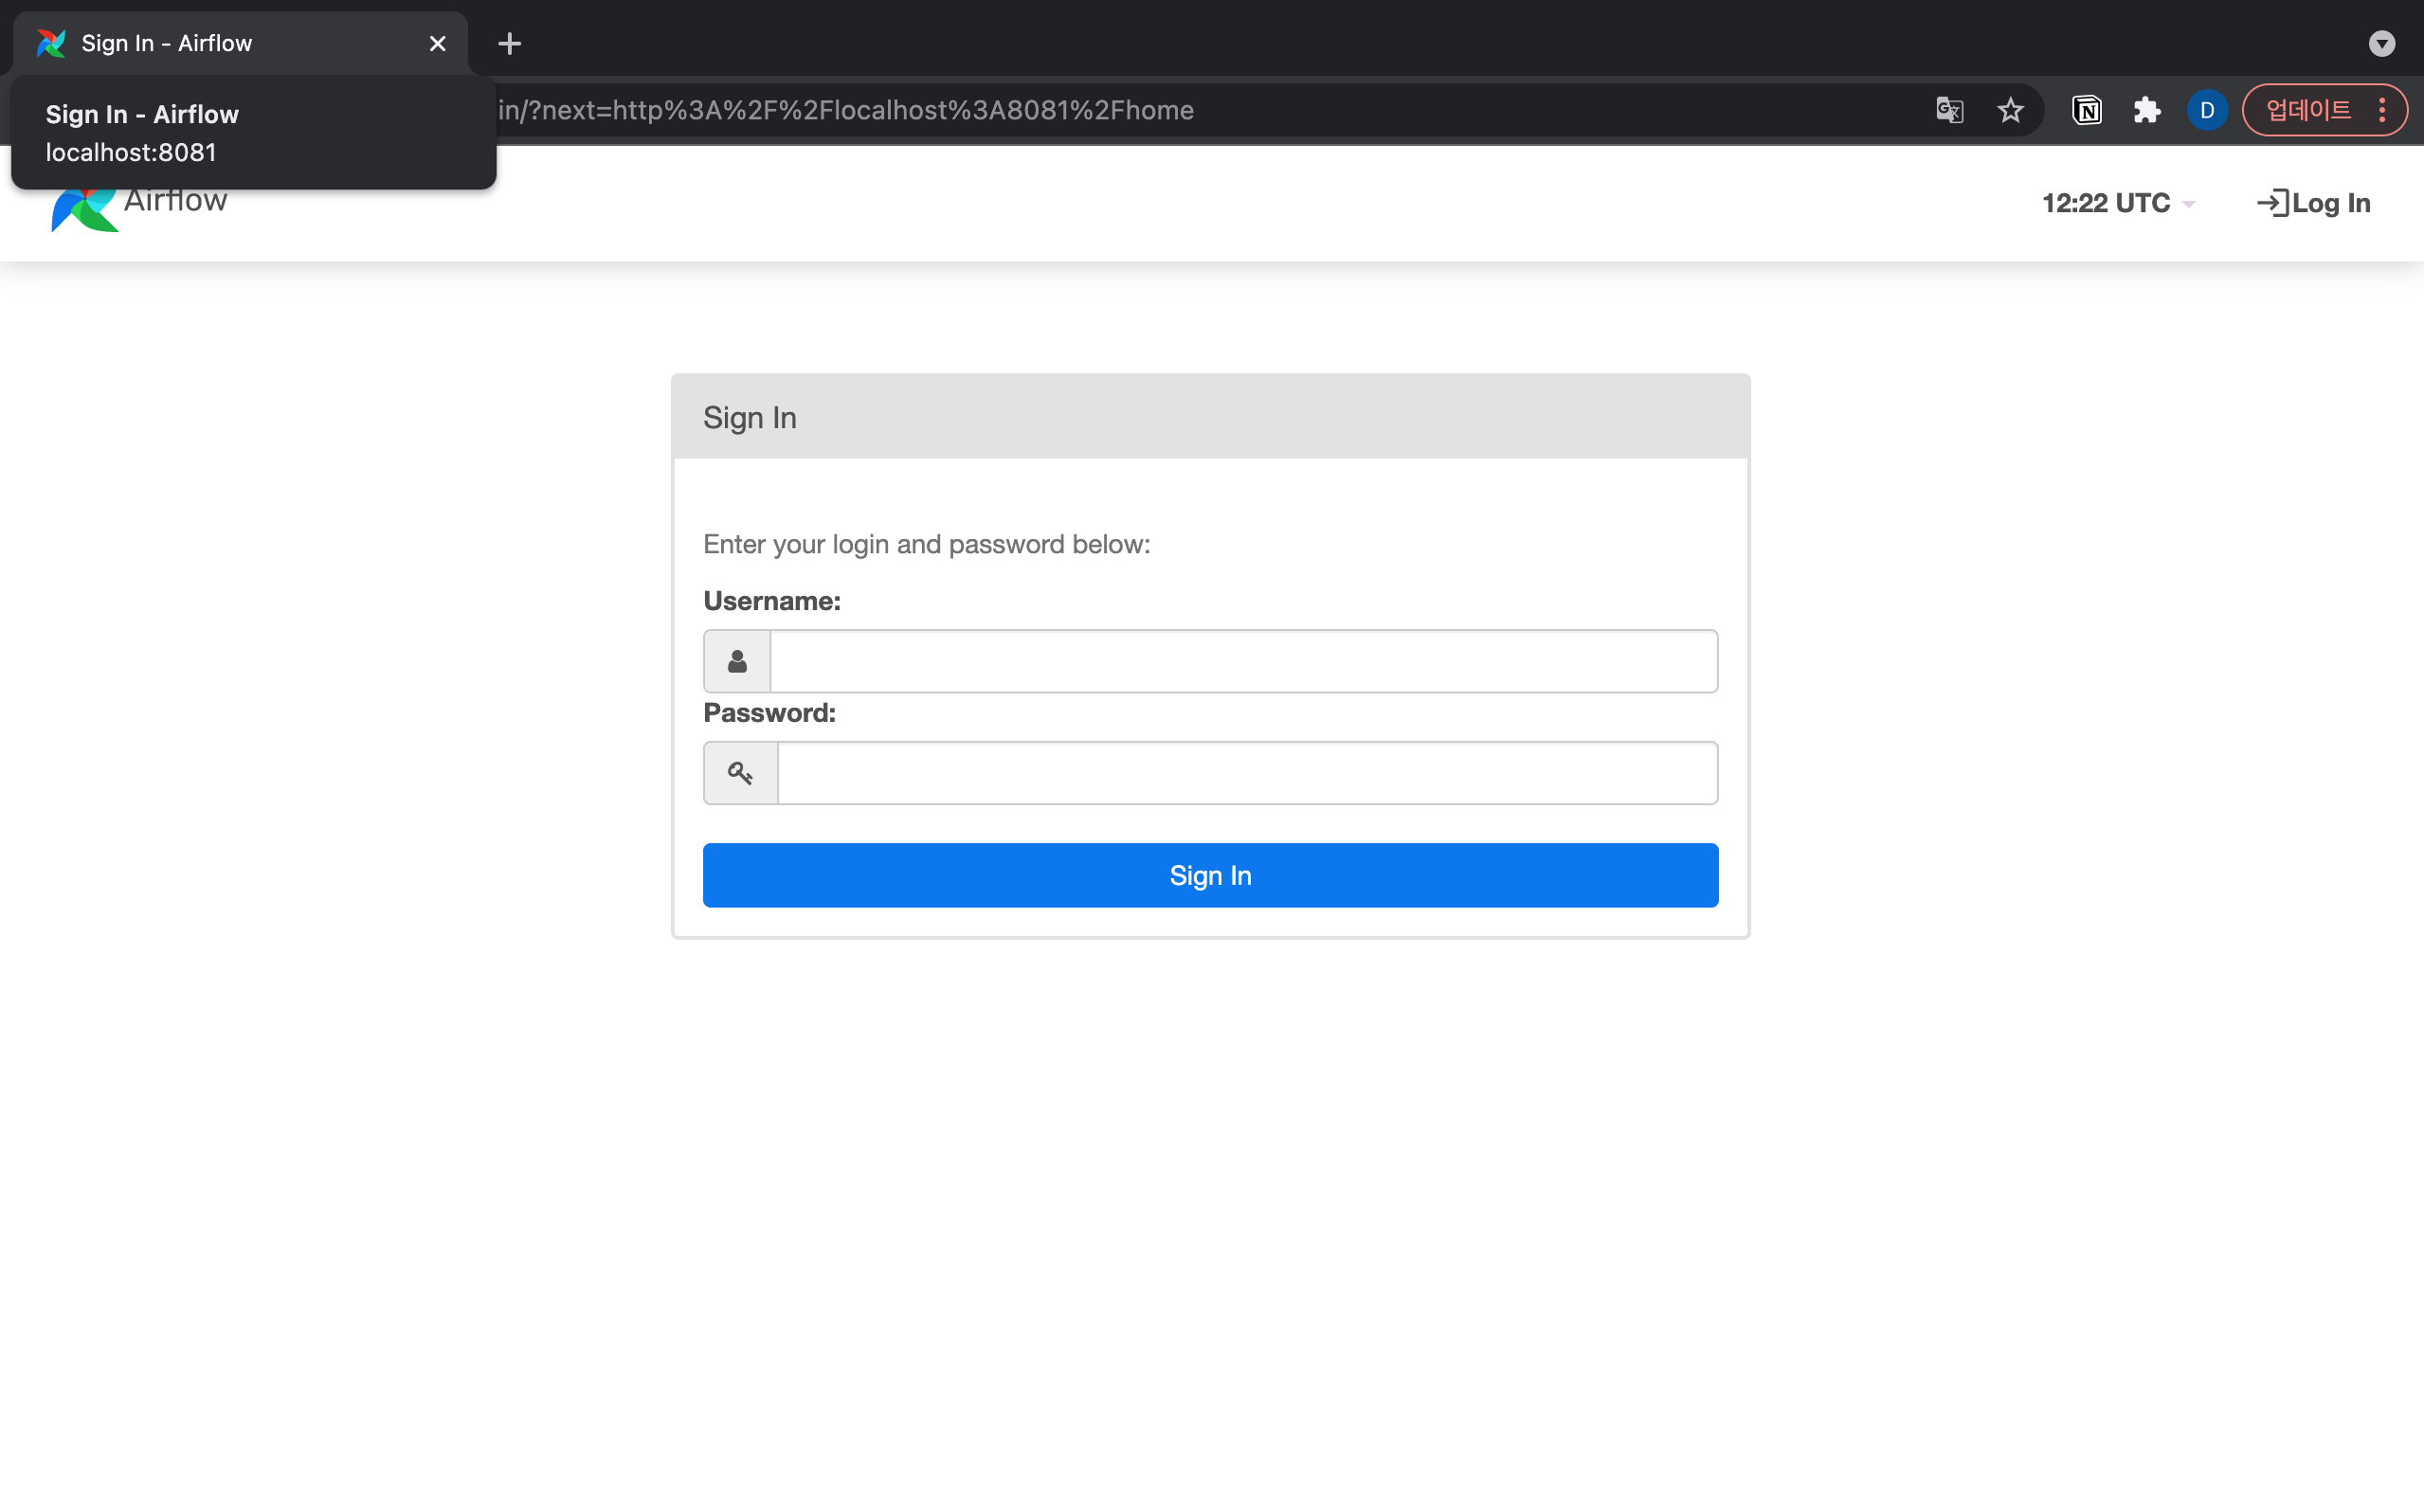 Sign In - Airflow
Sign In - Airflow
localhost:8081
in/?next=http%3A%2F%2Flocalhost%3A8081%2Fhome
D
업데이트
Airflow
12:22 UTC
Log In
Sign In
Enter your login and password below:
Username:
Password:
Sign In